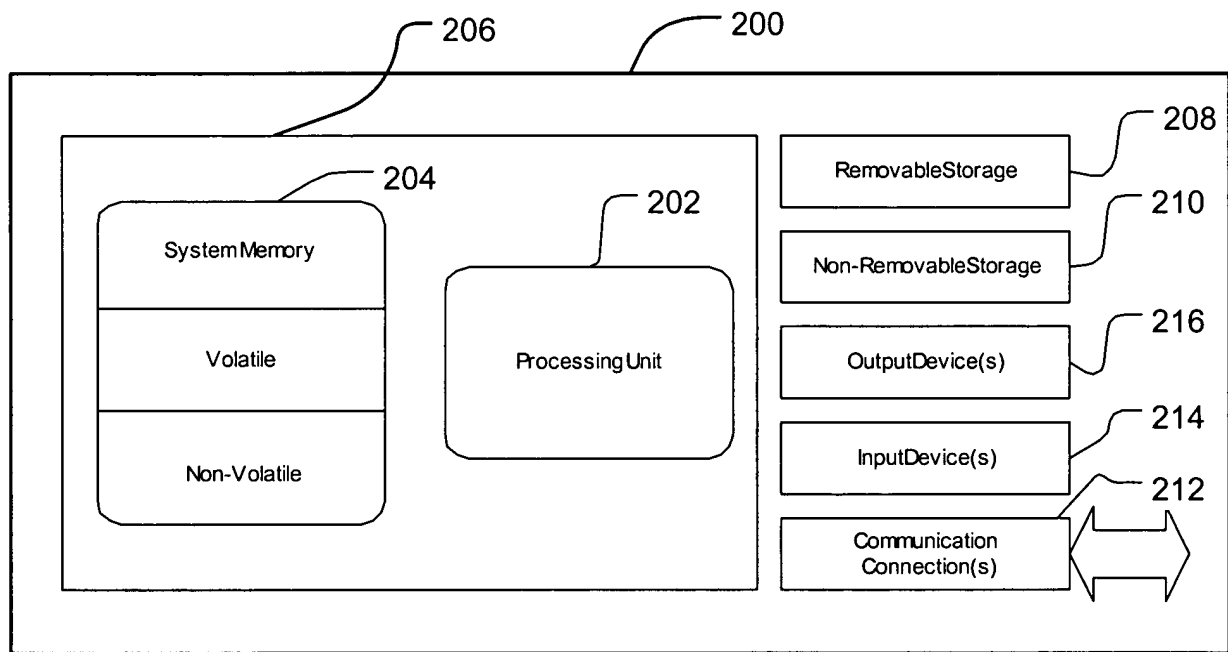 206
200
208
RemovableStorage
204
202
210
SystemMemory
Non-RemovableStorage
216
Volatile
ProcessingUnit
OutputDevice(s)
214
Non-Volatile
InputDevice(s)
212
Communication
Connection(s)